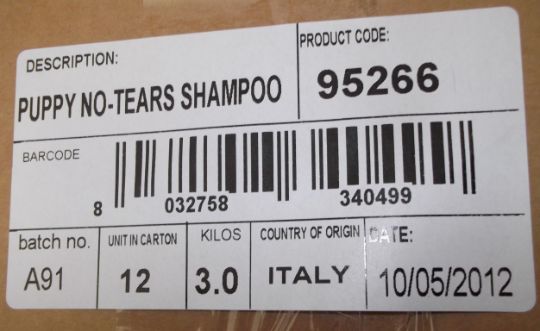 DESCRIPTION:
PUPPY NO-TEARS SHAMPOO
PRODUCT CODE:
95266
BARCODE
8 032758 340499
batch no.
A91
UNIT IN CARTON
12
KILOS
3.0
COUNTRY OF ORIGIN
ITALY
DATE:
10/05/2012